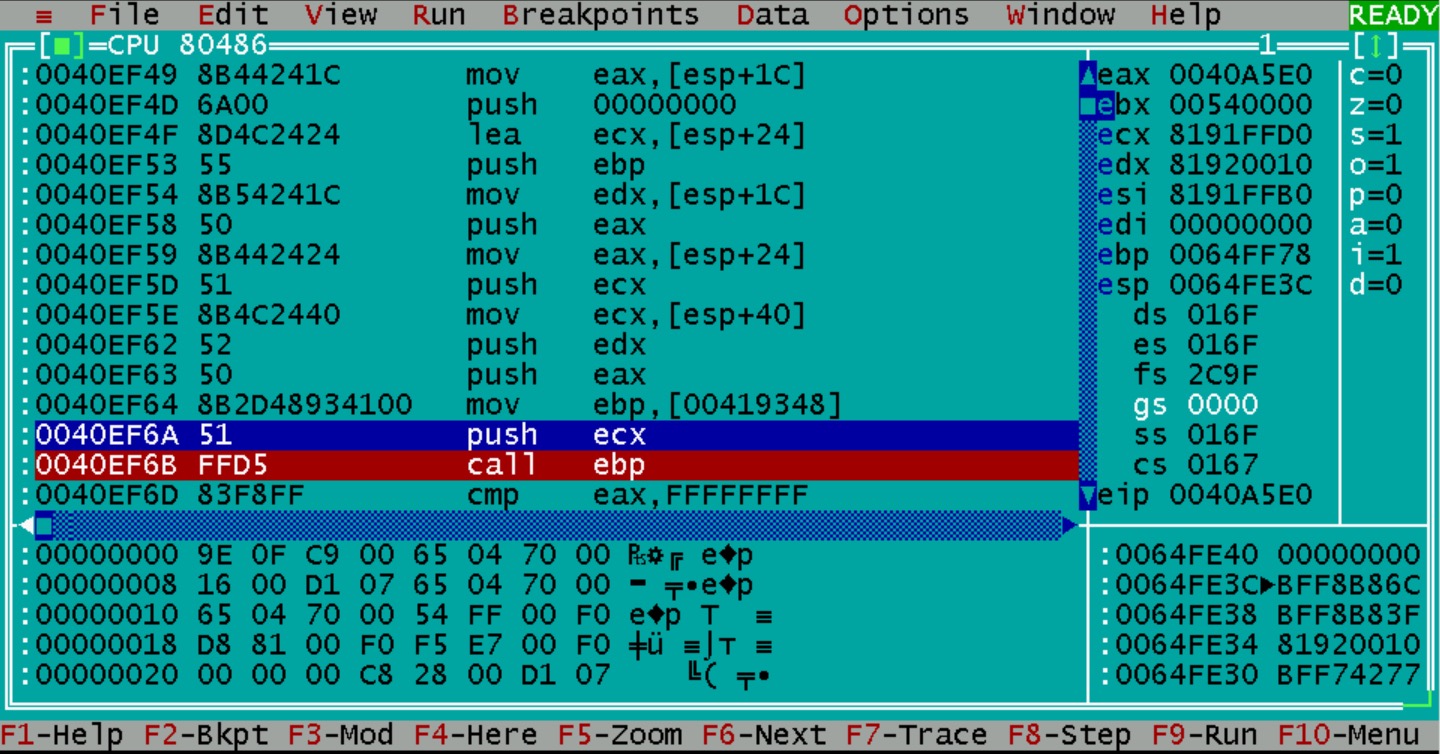 ≡ File Edit View Run Breakpoints Data Options Window Help READY
[■]=CPU 80486 1 [↕]
:0040EF49 8B44241C mov eax,[esp+1C] ▲eax 0040A5E0 c=0
:0040EF4D 6A00 push 00000000 ebx 00540000 z=0
:0040EF4F 8D4C2424 lea ecx,[esp+24] ecx 8191FFD0 s=1
:0040EF53 55 push ebp edx 81920010 o=1
:0040EF54 8B54241C mov edx,[esp+1C] esi 8191FFB0 p=0
:0040EF58 50 push eax edi 00000000 a=0
:0040EF59 8B442424 mov eax,[esp+24] ebp 0064FF78 i=1
:0040EF5D 51 push ecx esp 0064FE3C d=0
:0040EF5E 8B4C2440 mov ecx,[esp+40] ds 016F
:0040EF62 52 push edx es 016F
:0040EF63 50 push eax fs 2C9F
:0040EF64 8B2D48934100 mov ebp,[00419348] gs 0000
:0040EF6A 51 push ecx ss 016F
:0040EF6B FFD5 call ebp cs 0167
:0040EF6D 83F8FF cmp eax,FFFFFFFF ▼eip 0040A5E0
:00000000 9E 0F C9 00 65 04 70 00 ₧☼╔ e♦p :0064FE40 00000000
:00000008 16 00 D1 07 65 04 70 00 ▬ ╤•e♦p :0064FE3C►BFF8B86C
:00000010 65 04 70 00 54 FF 00 F0 e♦p T ≡ :0064FE38 BFF8B83F
:00000018 D8 81 00 F0 F5 E7 00 F0 ╪ü ≡⌡τ ≡ :0064FE34 81920010
:00000020 00 00 00 C8 28 00 D1 07 ╚( ╤• :0064FE30 BFF74277
F1-Help F2-Bkpt F3-Mod F4-Here F5-Zoom F6-Next F7-Trace F8-Step F9-Run F10-Menu